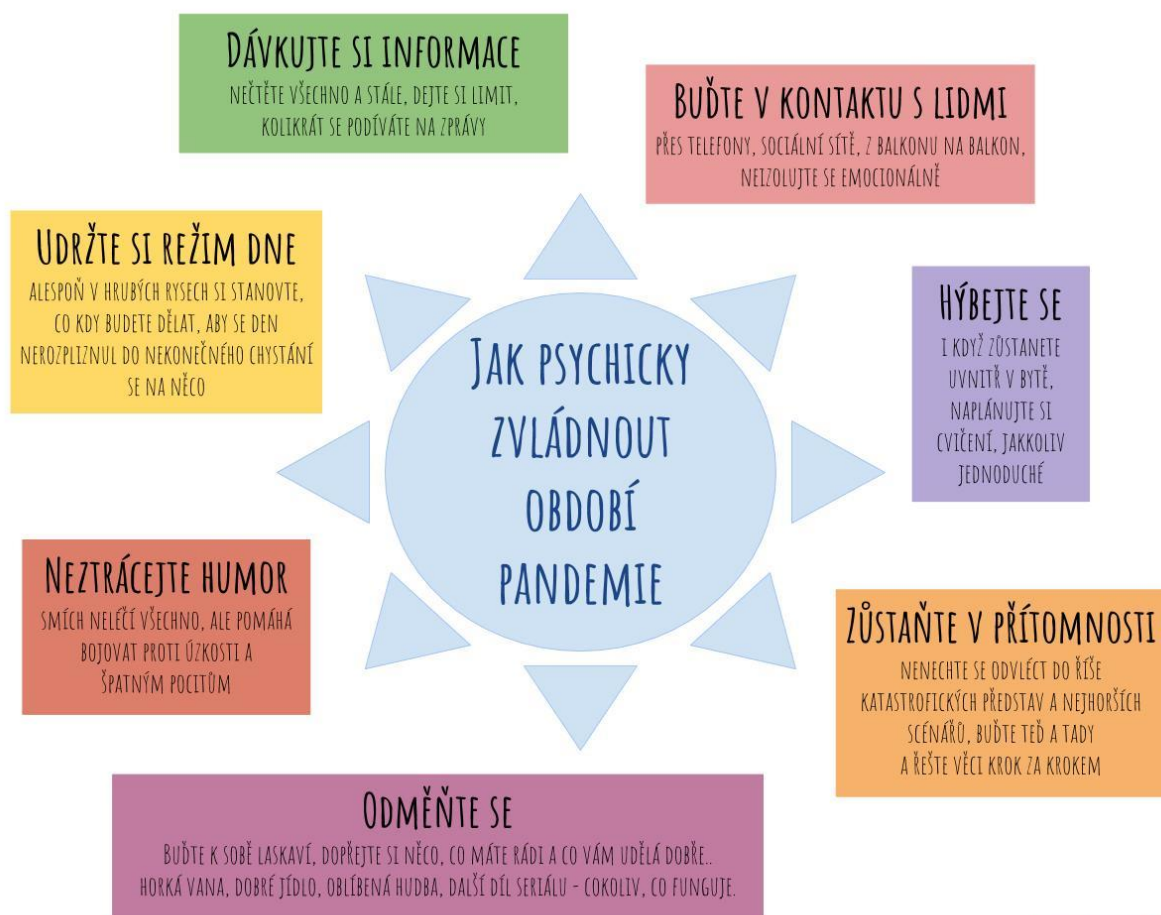 DÁVKUJTE SI INFORMACE
NEČTĚTE VŠECHNO A STÁLE, DEJTE SI LIMIT,
KOLIKRÁT SE PODÍVÁTE NA ZPRÁVY
BUĎTE V KONTAKTU S LIDMI
PŘES TELEFONY, SOCIÁLNÍ SÍTĚ, Z BALKONU NA BALKON,
NEIZOLUJTE SE EMOCIONÁLNĚ
UDRŽTE SI REŽIM DNE
ALESPOŇ V HRUBÝCH RYSECH SI STANOVTE,
CO KDY BUDETE DĚLAT, ABY SE DEN
NEROZPLIZNUL DO NEKONEČNÉHO CHYSTÁNÍ
SE NA NĚCO
HÝBEJTE SE
I KDYŽ ZŮSTANETE
UVNITŘ V BYTĚ,
NAPLÁNUJTE SI
CVIČENÍ, JAKKOLIV
JEDNODUCHÉ
JAK PSYCHICKY
ZVLÁDNOUT
OBDOBÍ
PANDEMIE
NEZTRÁCEJTE HUMOR
SMÍCH NELÉČÍ VŠECHNO, ALE POMÁHÁ
BOJOVAT PROTI ÚZKOSTI A
ŠPATNÝM POCITŮM
ZŮSTAŇTE V PŘÍTOMNOSTI
NENECHTE SE ODVLÉCT DO ŘÍŠE
KATASTROFICKÝCH PŘEDSTAV A NEJHORŠÍCH
SCÉNÁŘŮ, BUĎTE TEĎ A TADY
A ŘEŠTE VĚCI KROK ZA KROKEM
ODMĚŇTE SE
BUĎTE K SOBĚ LASKAVÍ, DOPŘEJTE SI NĚCO, CO MÁTE RÁDI A CO VÁM UDĚLÁ DOBŘE..
HORKÁ VANA, DOBRÉ JÍDLO, OBLÍBENÁ HUDBA, DALŠÍ DÍL SERIÁLU - COKOLIV, CO FUNGUJE.